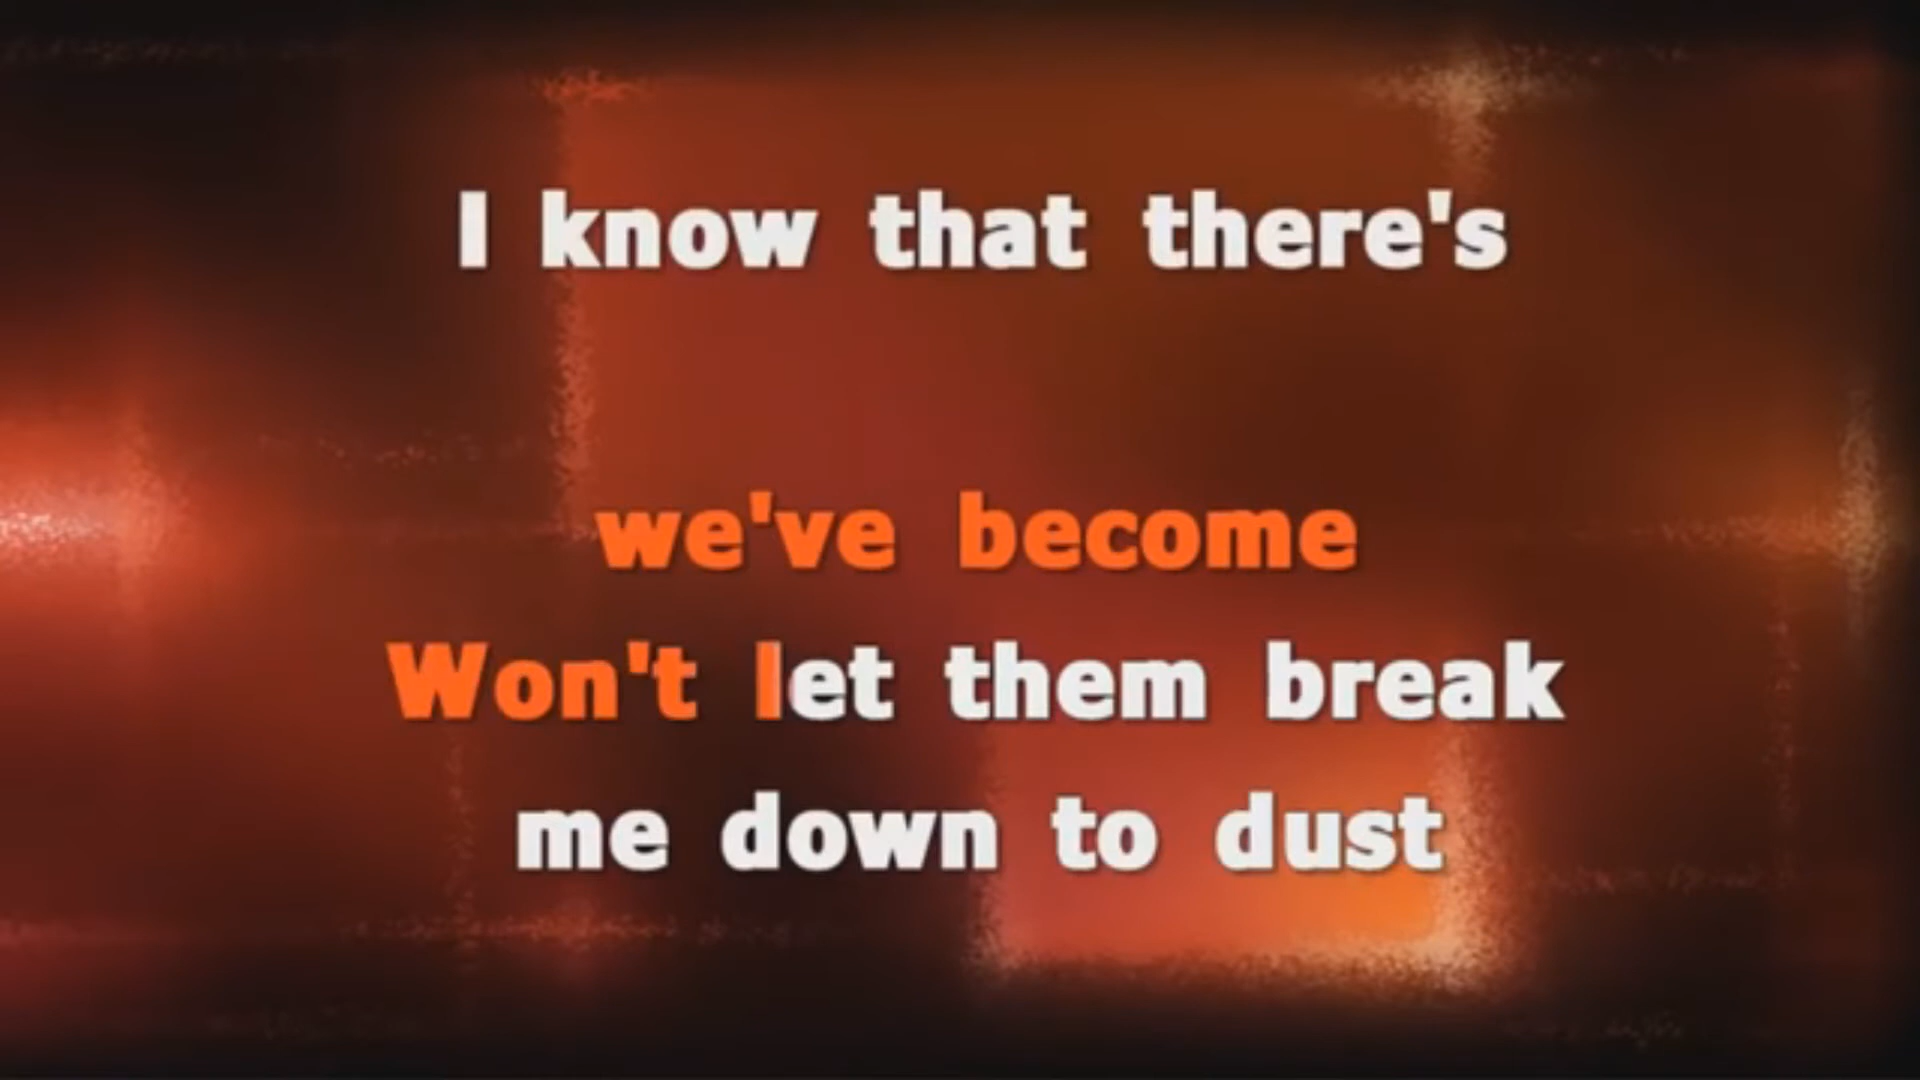 I know that there's
we've become
Won't let them break
me down to dust